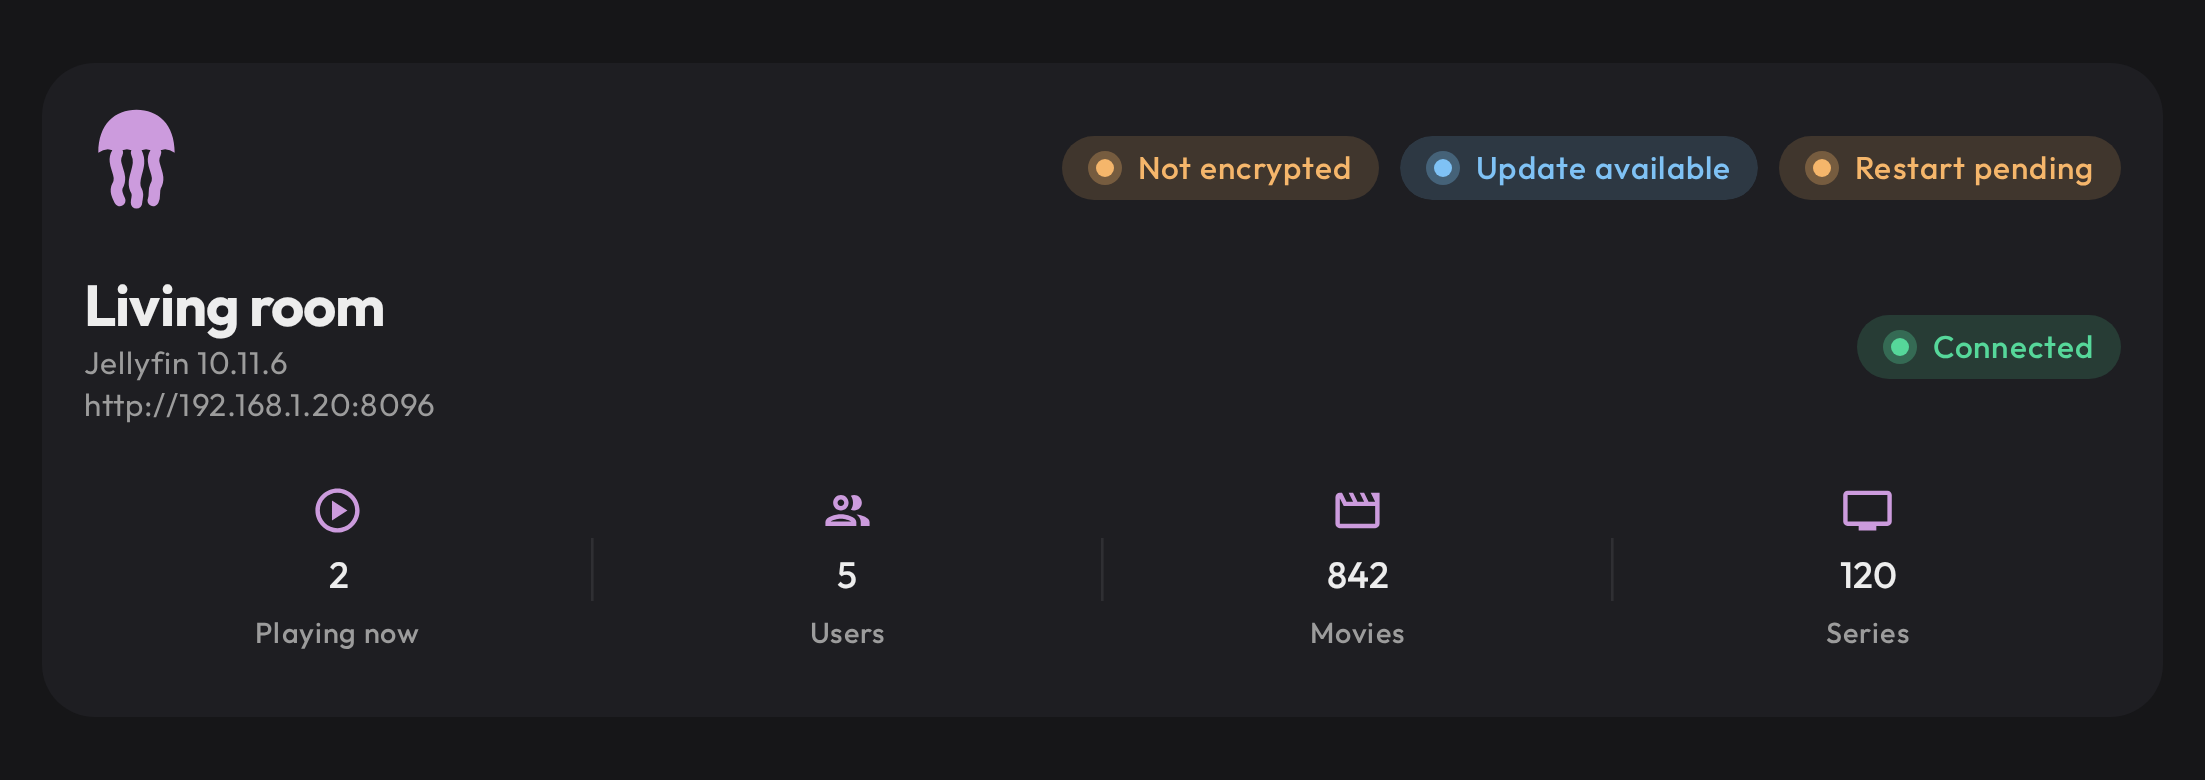 Not encrypted
Update available
Restart pending
Living room
Jellyfin 10.11.6
http://192.168.1.20:8096
Connected
2
Playing now
5
Users
842
Movies
120
Series